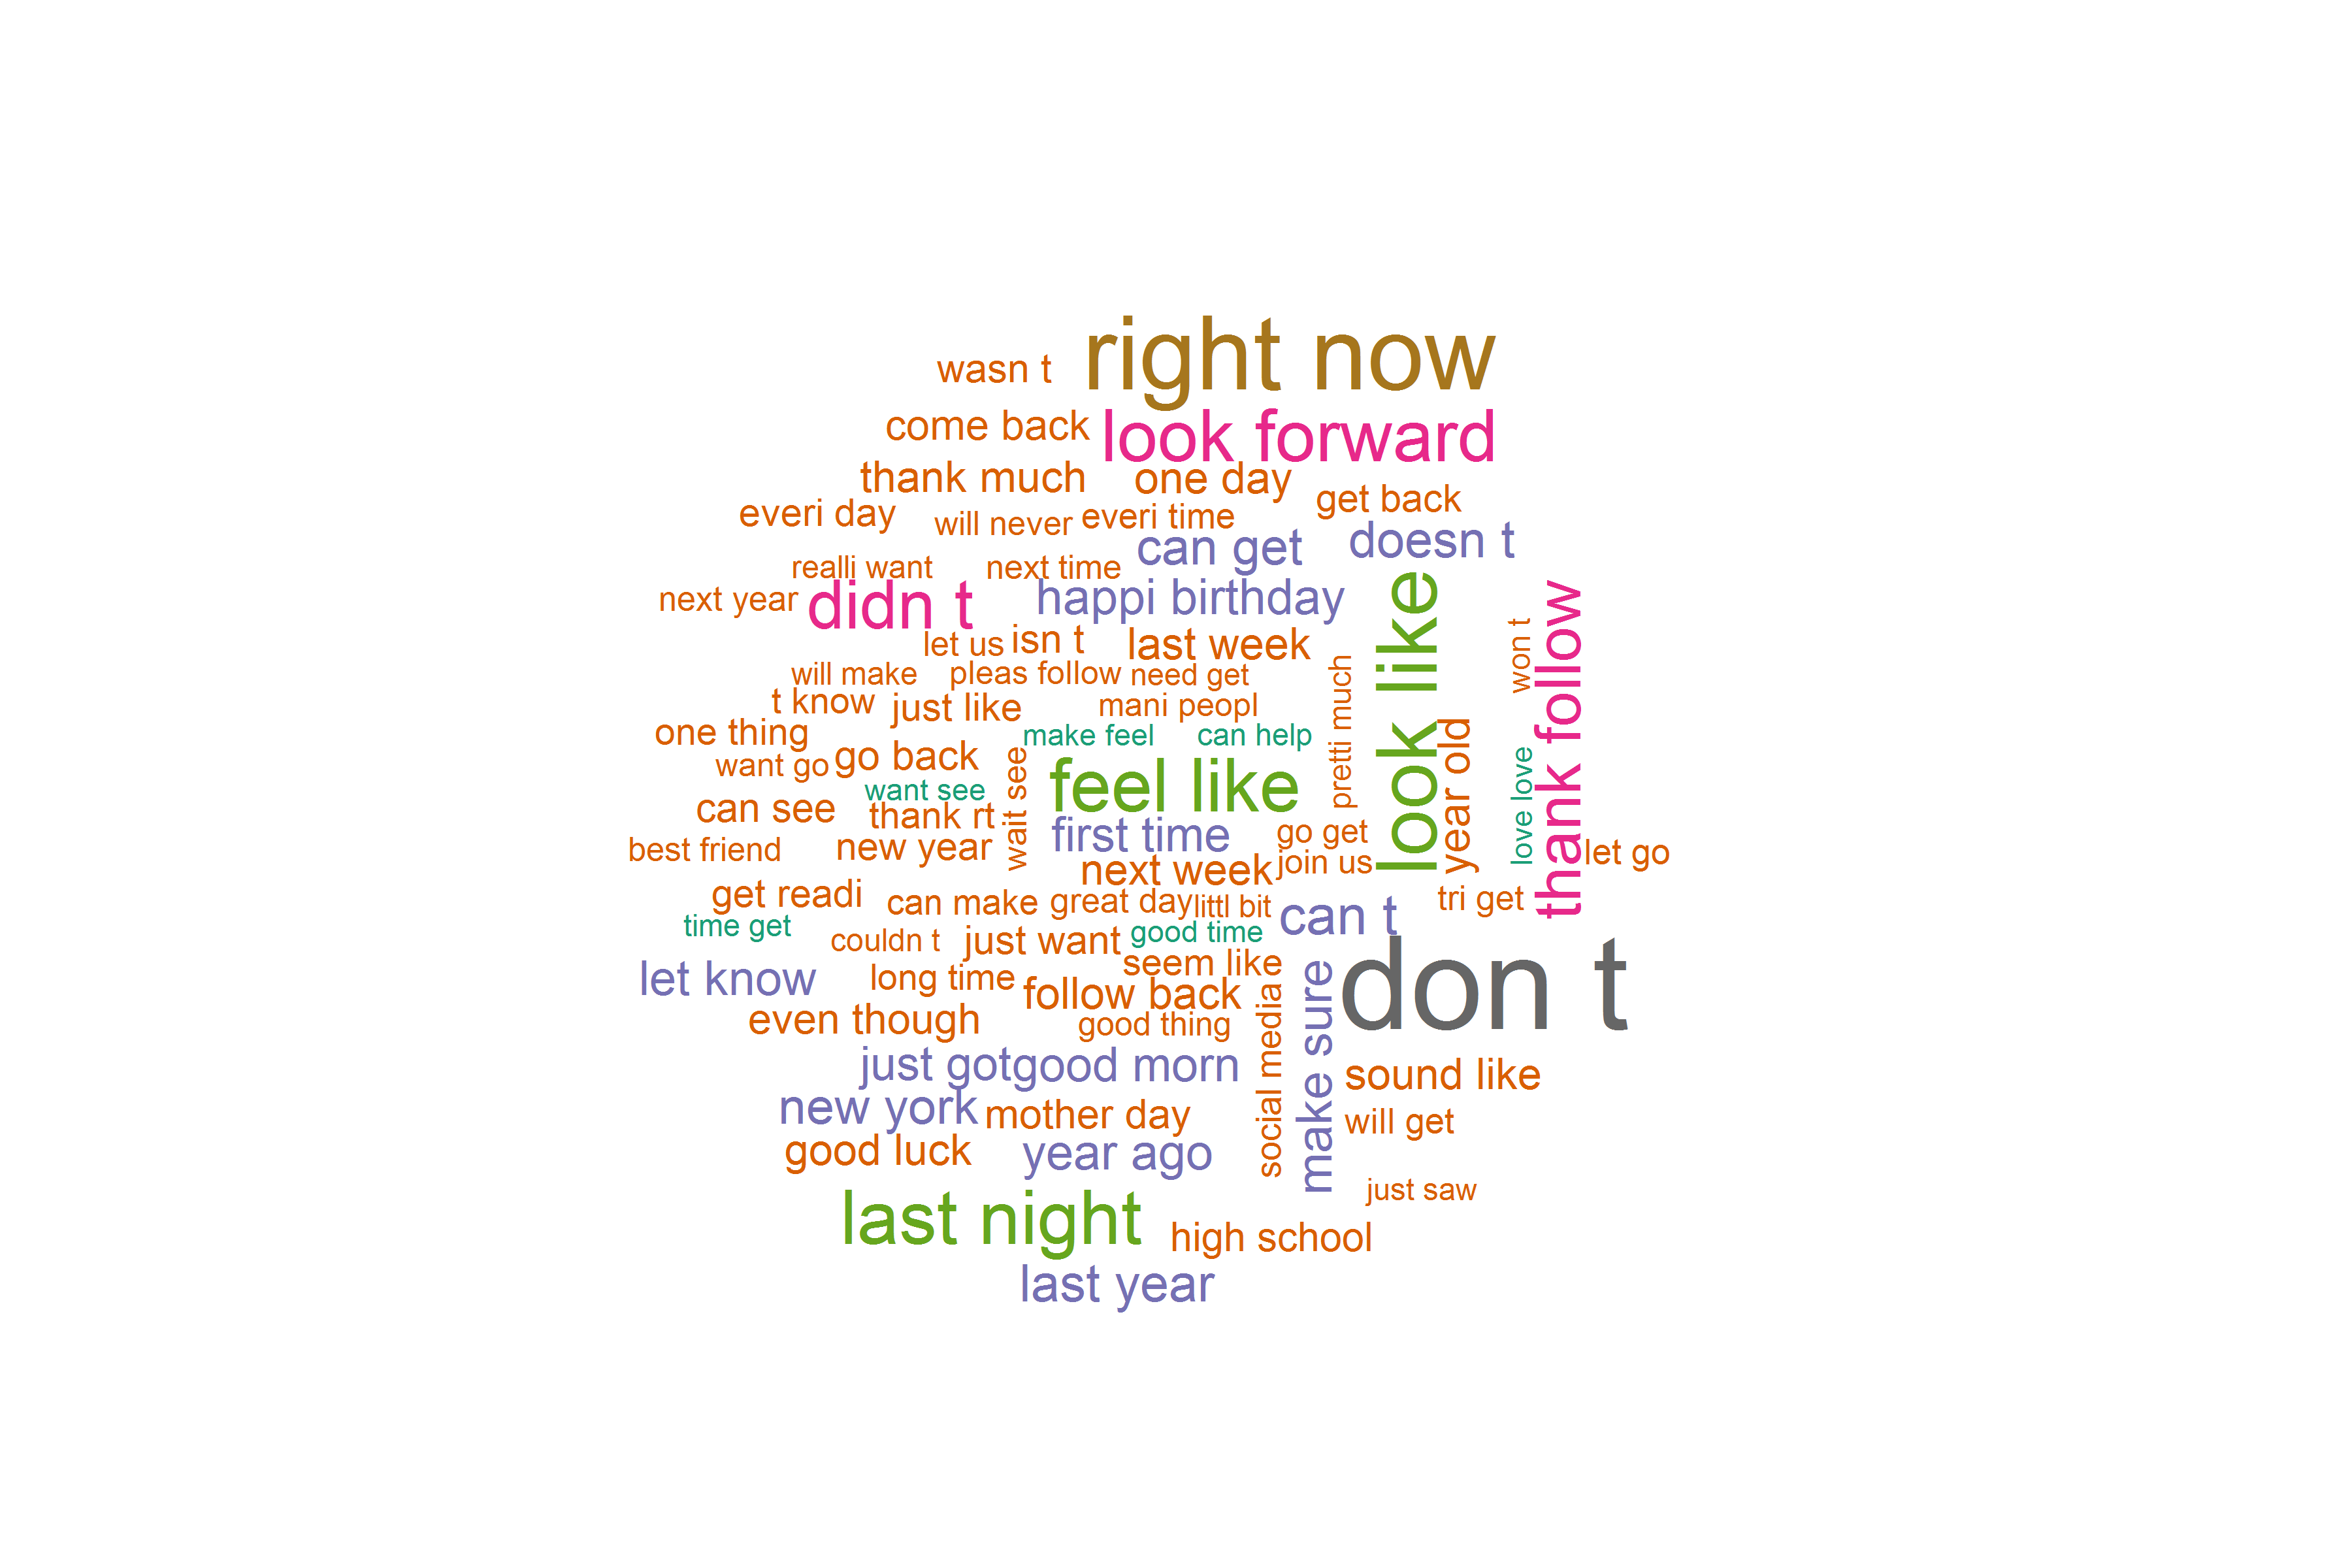 right now
wasn t
come back
look forward
thank much
one day
get back
everi day
will never
everi time
can get
doesn t
realli want
next time
next year
didn t
happi birthday
look like
thank follow
won t
let us
isn t
last week
will make
pleas follow
need get
pretti much
t know
just like
mani peopl
one thing
make feel
can help
year old
love love
want go
go back
wait see
feel like
want see
can see
thank rt
first time
go get
best friend
new year
next week
join us
let go
get readi
can make
great day
littl bit
can t
tri get
time get
couldn t
just want
good time
don t
let know
long time
seem like
follow back
social media
make sure
even though
good thing
just got
good morn
sound like
new york
mother day
will get
good luck
year ago
just saw
last night
high school
last year